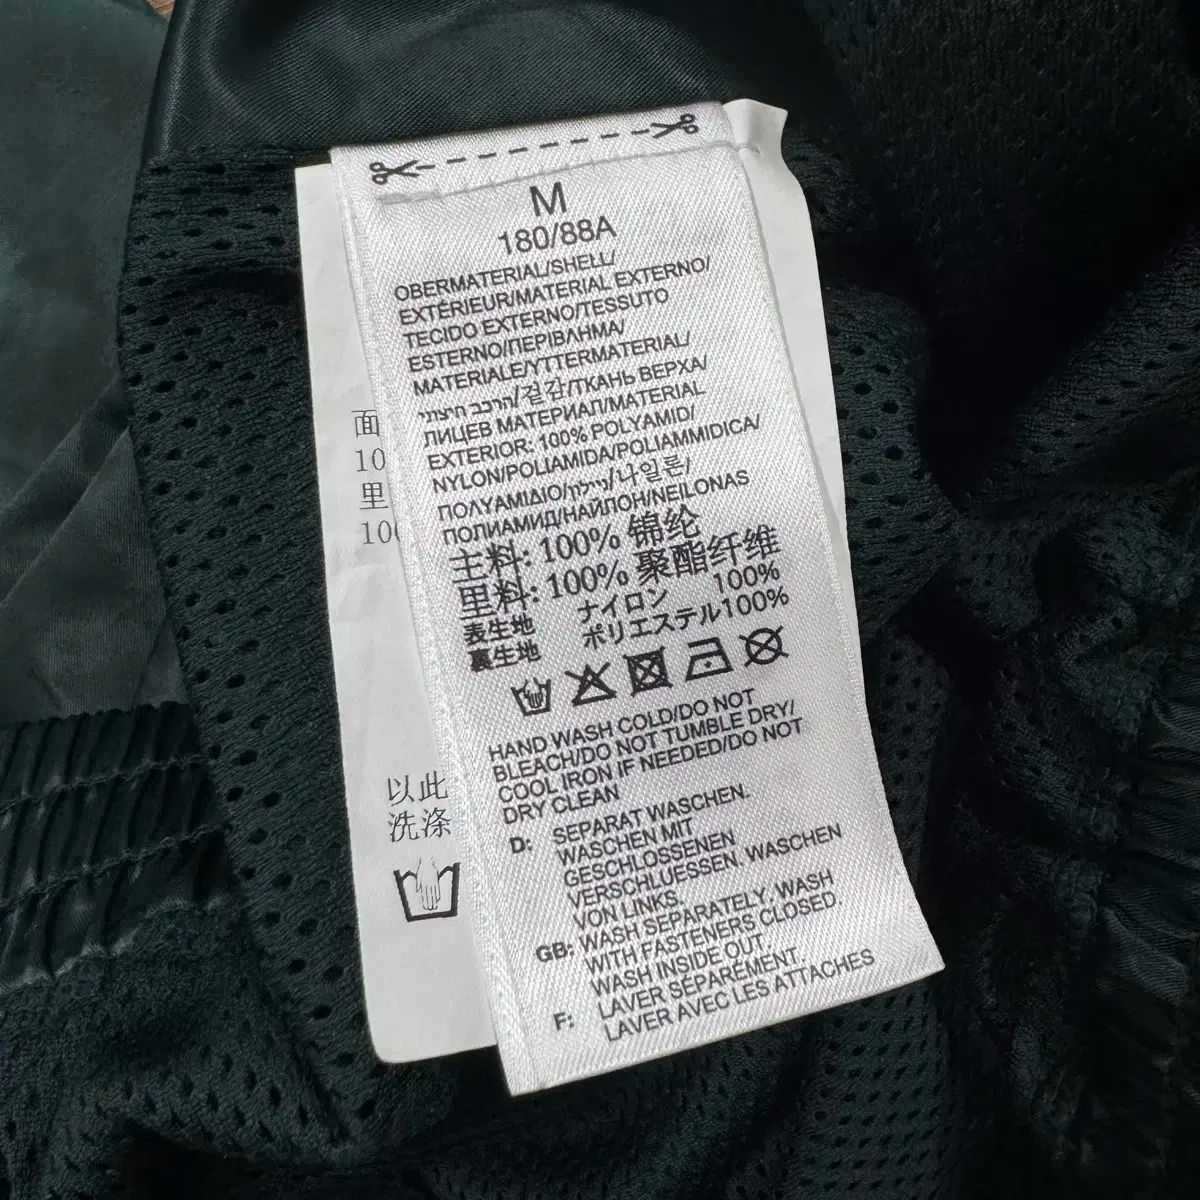 M
180/88A
OBERMATERIAL/SHELL/
EXTÉRIEUR/MATERIAL EXTERNO/
TECIDO EXTERNO/TESSUTO
ESTERNO/ΠΕΡΙΒΛΗΜΑ/
MATERIALE/YTTERMATERIAL/
הרכב חיצוני/겉감/ТКАНЬ ВЕРХА/
ЛИЦЕВ МАТЕРИАЛ/MATERIAL
EXTERIOR: 100% POLYAMID/
NYLON/POLIAMIDA/POLIAMMIDICA/
ΠΟΛΥΑΜΙΔΙΟ/ניילון/나일론/
ПОЛИАМИД/НАЙЛОН/NEILONAS
主料: 100% 锦纶
里料: 100% 聚酯纤维
表生地 ナイロン 100%
裏生地 ポリエステル100%
HAND WASH COLD/DO NOT
BLEACH/DO NOT TUMBLE DRY/
COOL IRON IF NEEDED/DO NOT
DRY CLEAN
D: SEPARAT WASCHEN.
WASCHEN MIT
GESCHLOSSENEN
VERSCHLUESSEN. WASCHEN
VON LINKS.
GB: WASH SEPARATELY, WASH
WITH FASTENERS CLOSED.
WASH INSIDE OUT.
F: LAVER SÉPARÉMENT.
LAVER AVEC LES ATTACHES
面
10
里
100
以此
洗涤